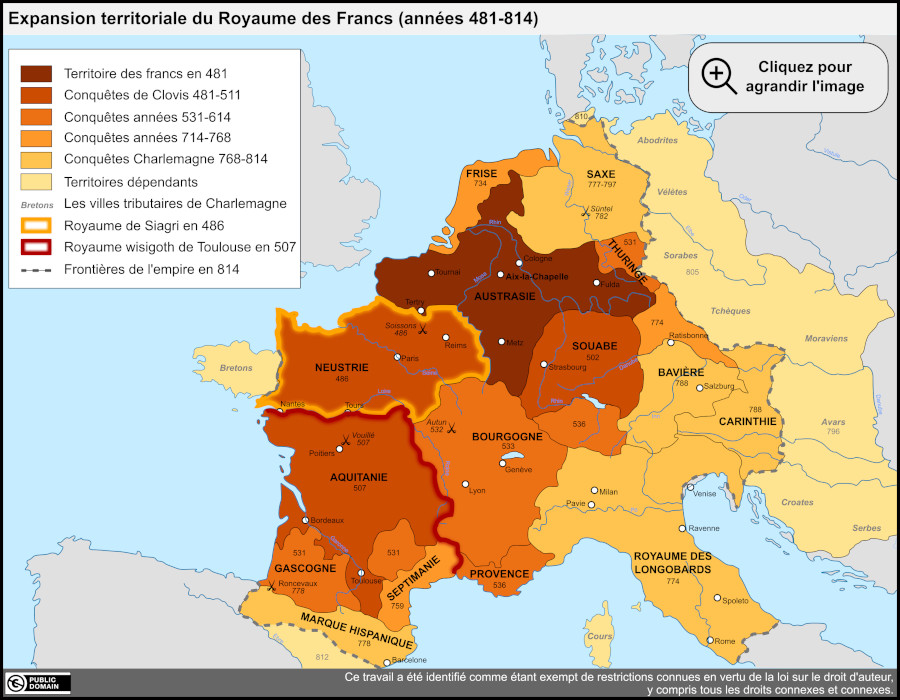 Expansion territoriale du Royaume des Francs (années 481-814)
Cliquez pour
agrandir l'image
Territoire des francs en 481
Conquêtes de Clovis 481-511
Conquêtes années 531-614
Conquêtes années 714-768
Conquêtes Charlemagne 768-814
Territoires dépendants
Bretons Les villes tributaires de Charlemagne
Royaume de Siagri en 486
Royaume wisigoth de Toulouse en 507
Frontières de l'empire en 814
810
Abodrites
FRISE
734
SAXE
777-797
Vélètes
Süntel
782
531
THURINGE
Sorabes
805
Rhin
Cologne
Tournai
Aix-la-Chapelle
Fulda
AUSTRASIE
Tertry
Tchèques
Soissons
486
Reims
Metz
774
Ratisbonne
Moraviens
Paris
NEUSTRIE
486
SOUABE
502
Strasbourg
Bretons
BAVIÈRE
788
Salzburg
Seine
Loire
Rhin
Nantes
Tours
Autun
532
536
788
CARINTHIE
Avars
796
Vouillé
507
Poitiers
BOURGOGNE
533
Genève
AQUITANIE
507
Lyon
Milan
Pavie
Venise
Croates
Serbes
Bordeaux
Ravenne
531
531
GASCOGNE
Roncevaux
778
Toulouse
SEPTIMANIE
759
PROVENCE
536
ROYAUME DES
LONGOBARDS
774
Spoleto
MARQUE HISPANIQUE
778
812
Barcelone
Cours
Rome
PUBLIC
DOMAIN
Ce travail a été identifié comme étant exempt de restrictions connues en vertu de la loi sur le droit d'auteur,
y compris tous les droits connexes et connexes.